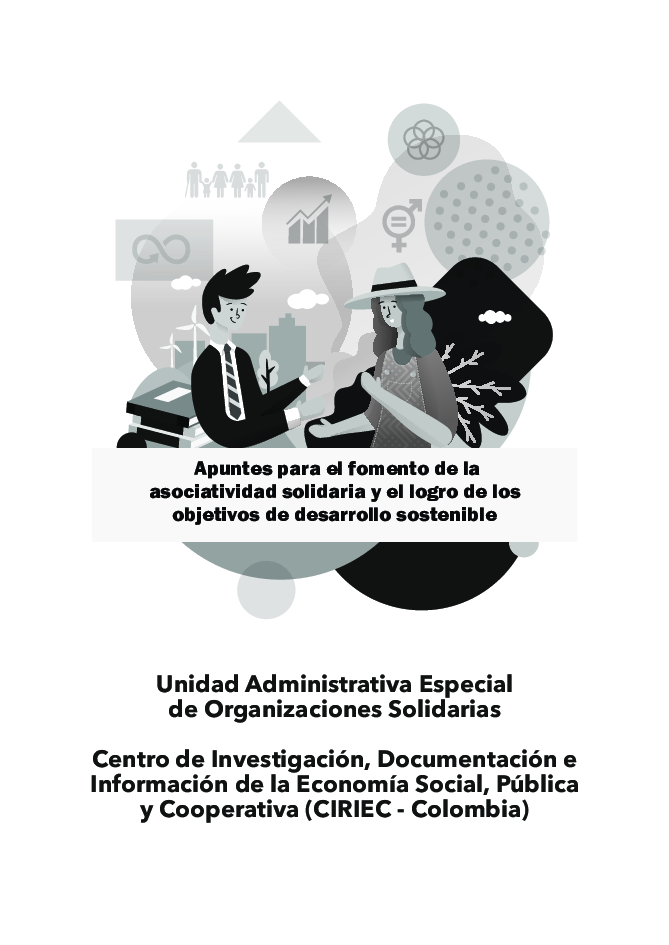 Apuntes para el fomento de la
asociatividad solidaria y el logro de los
objetivos de desarrollo sostenible
Unidad Administrativa Especial
de Organizaciones Solidarias
Centro de Investigación, Documentación e
Información de la Economía Social, Pública
y Cooperativa (CIRIEC - Colombia)